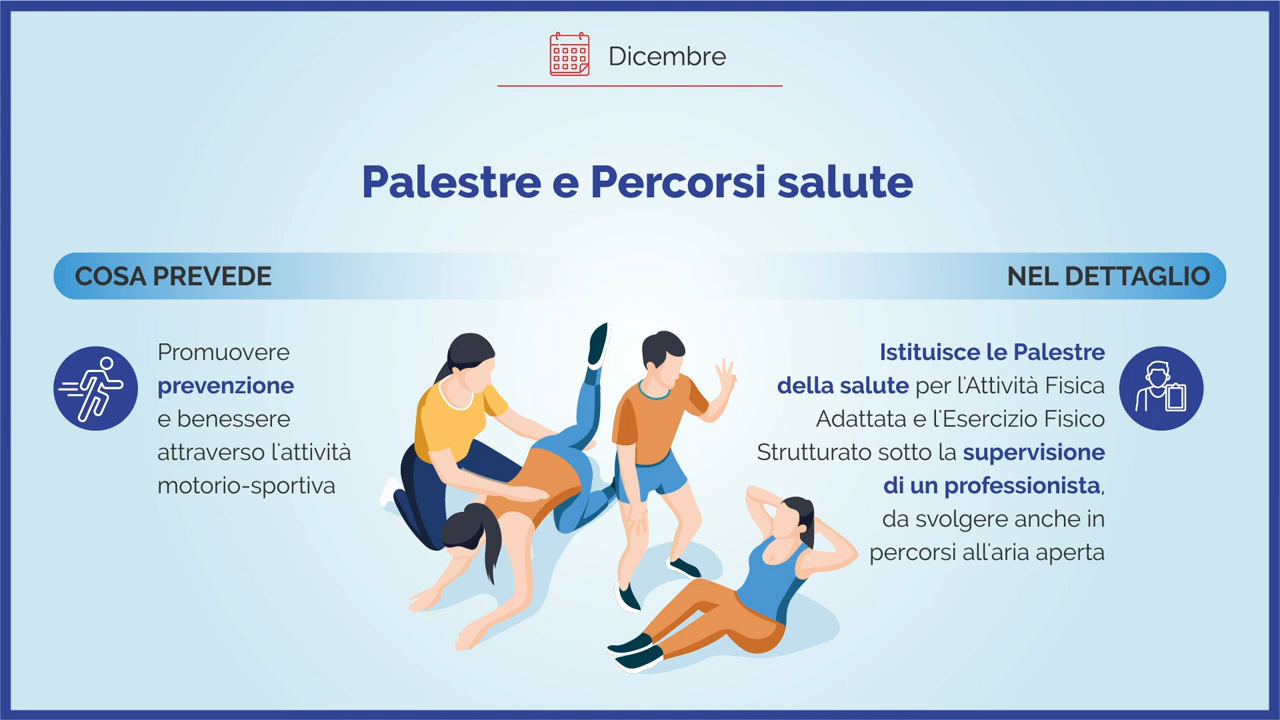 Dicembre
Palestre e Percorsi salute
COSA PREVEDE
Promuovere
prevenzione
e benessere
attraverso l'attività
motorio-sportiva
NEL DETTAGLIO
Istituisce le Palestre
della salute per l'Attività Fisica
Adattata e l'Esercizio Fisico
Strutturato sotto la supervisione
di un professionista,
da svolgere anche in
percorsi all'aria aperta